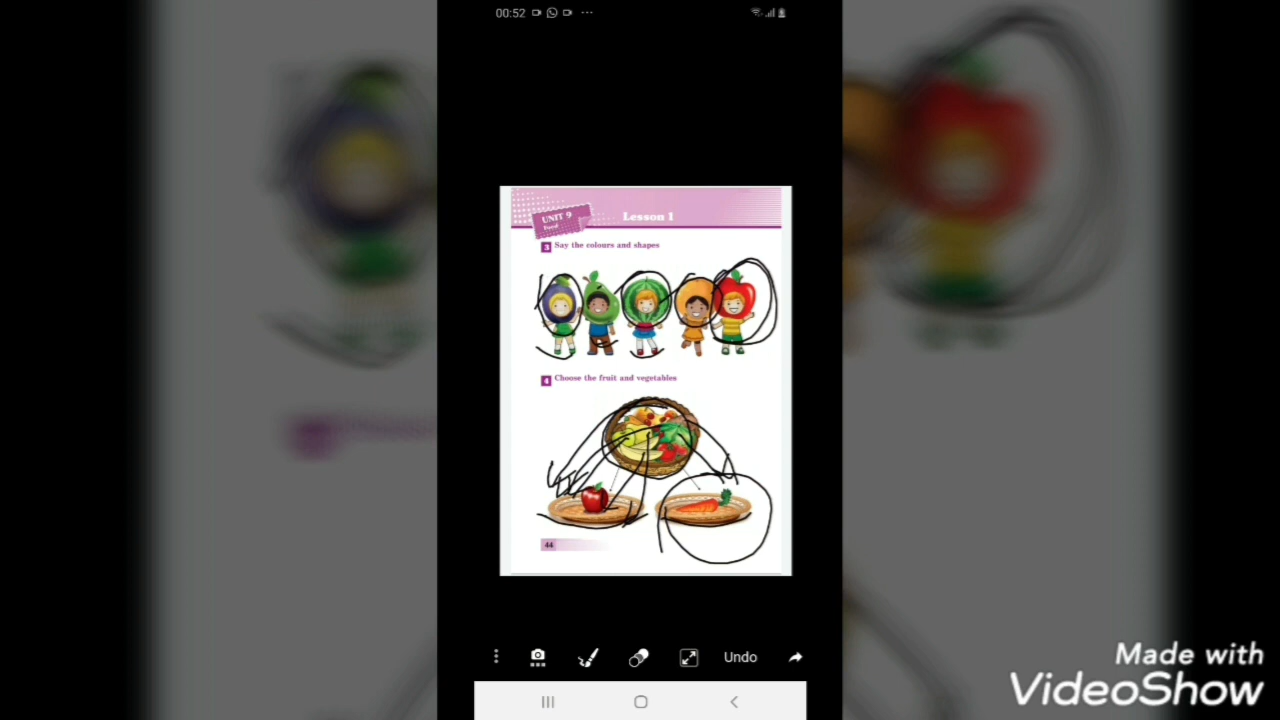 00:52
UNIT 9
Food
Lesson 1
3 Say the colours and shapes
4 Choose the fruit and vegetables
44
Undo
Made with
VideoShow